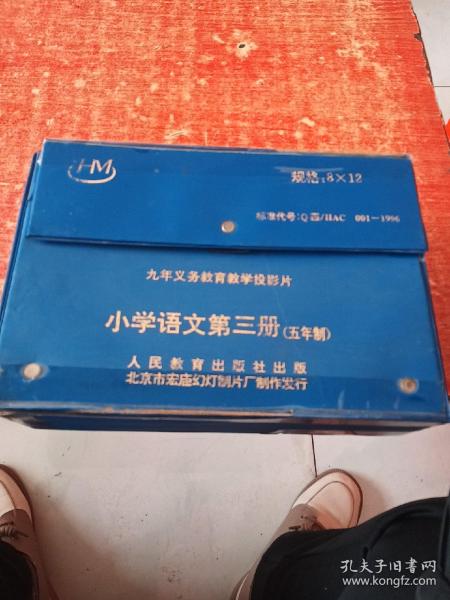 HM
规格:8×12
标准代号:Q西/HAC 001-1996
九年义务教育教学投影片
小学语文第三册(五年制)
人民教育出版社出版
北京市宏庙幻灯制片厂制作发行
孔夫子旧书网
www.kongfz.com